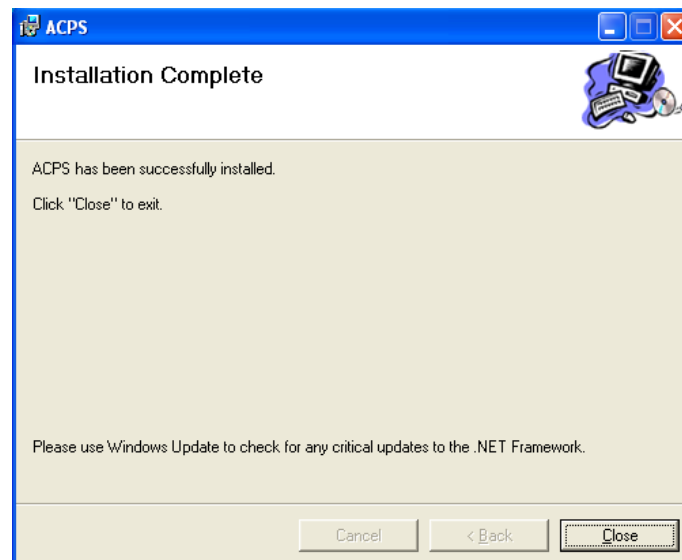 ACPS
Installation Complete
ACPS has been successfully installed.
Click "Close" to exit.
Please use Windows Update to check for any critical updates to the .NET Framework.
Cancel
< Back
Close